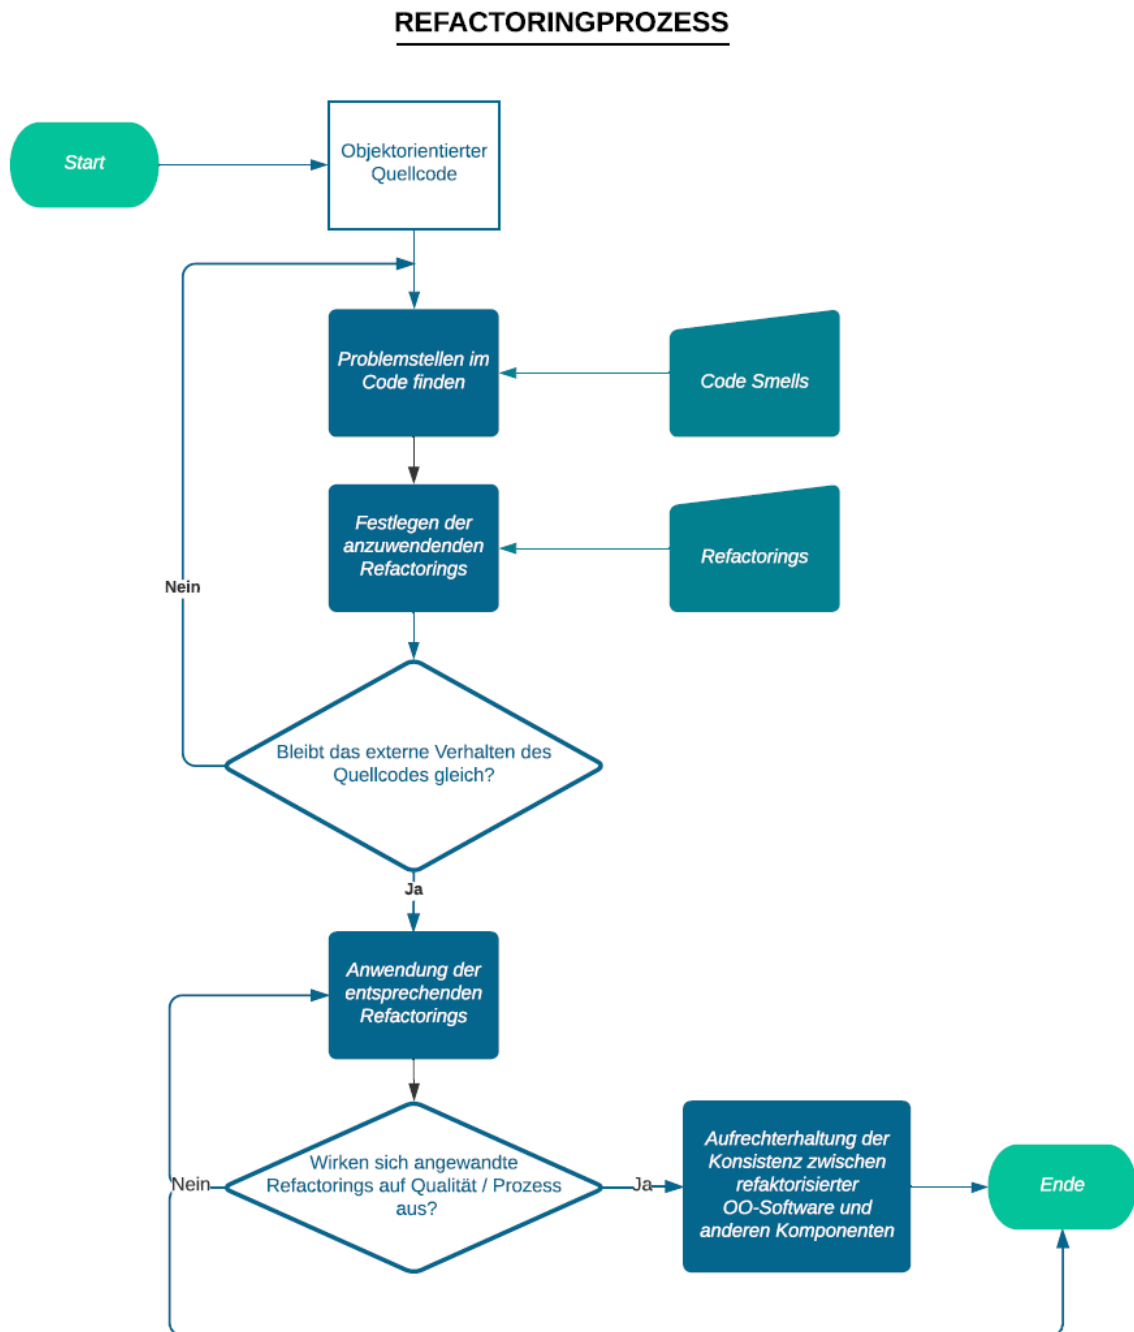 REFACTORINGPROZESS
Start
Objektorientierter
Quellcode
Problemstellen im
Code finden
Code Smells
Festlegen der
anzuwendenden
Refactorings
Refactorings
Nein
Bleibt das externe Verhalten des
Quellcodes gleich?
Ja
Anwendung der
entsprechenden
Refactorings
Wirken sich angewandte
Refactorings auf Qualität / Prozess
aus?
Nein
Ja
Aufrechterhaltung der
Konsistenz zwischen
refaktorisierter
OO-Software und
anderen Komponenten
Ende